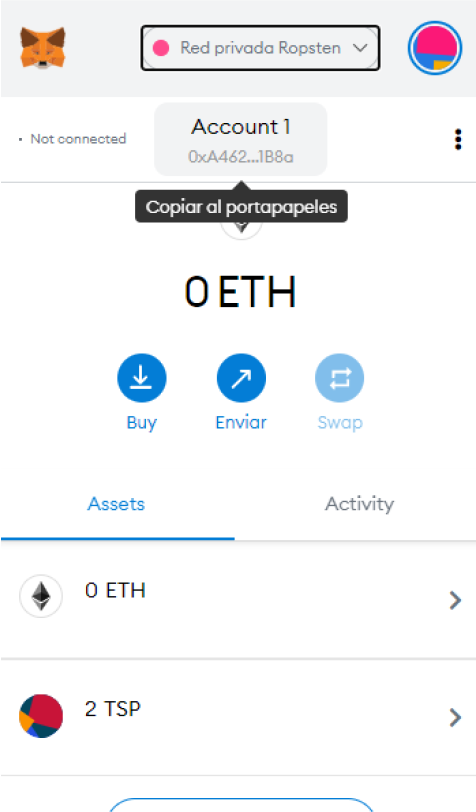 Red privada Ropsten
Not connected
Account 1
0xA462...1B8a
Copiar al portapapeles
0 ETH
Buy
Enviar
Swap
Assets
Activity
0 ETH
2 TSP